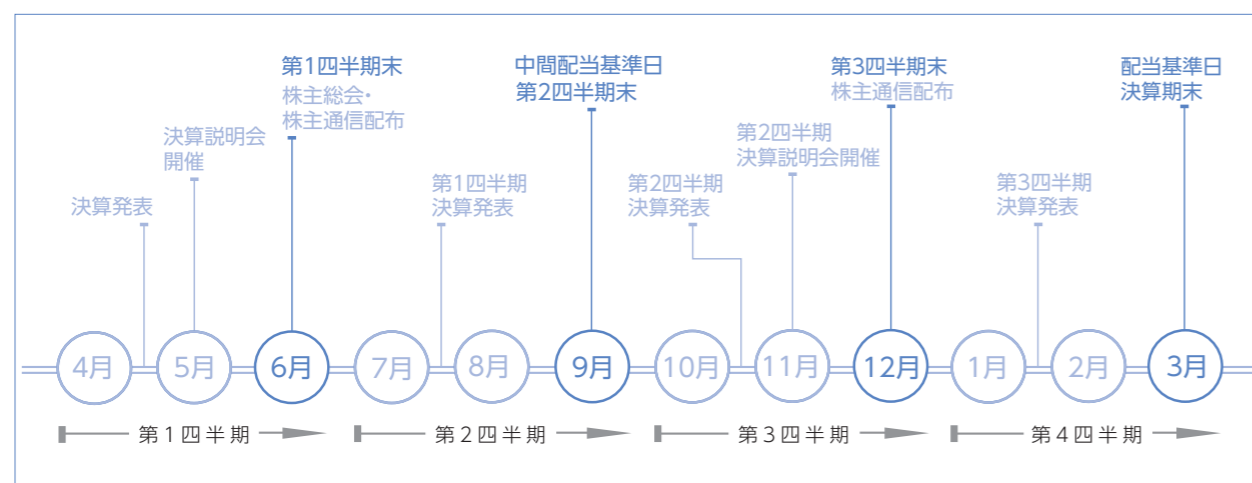 第1四半期末
株主総会・
株主通信配布
中間配当基準日
第2四半期末
第3四半期末
株主通信配布
配当基準日
決算期末
決算説明会
開催
第2四半期
決算説明会開催
決算発表
第1四半期
決算発表
第2四半期
決算発表
第3四半期
決算発表
4月
5月
6月
7月
8月
9月
10月
11月
12月
1月
2月
3月
第1四半期
第2四半期
第3四半期
第4四半期